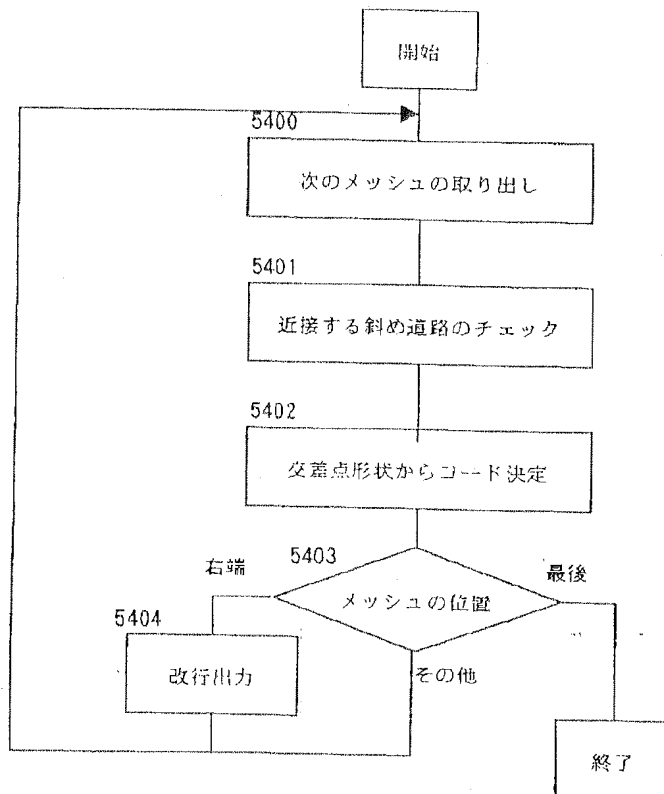 開始
5400
次のメッシュの取り出し
5401
近接する斜め道路のチェック
5402
交差点形状からコード決定
5403
右端
最後
メッシュの位置
5404
改行出力
その他
終了